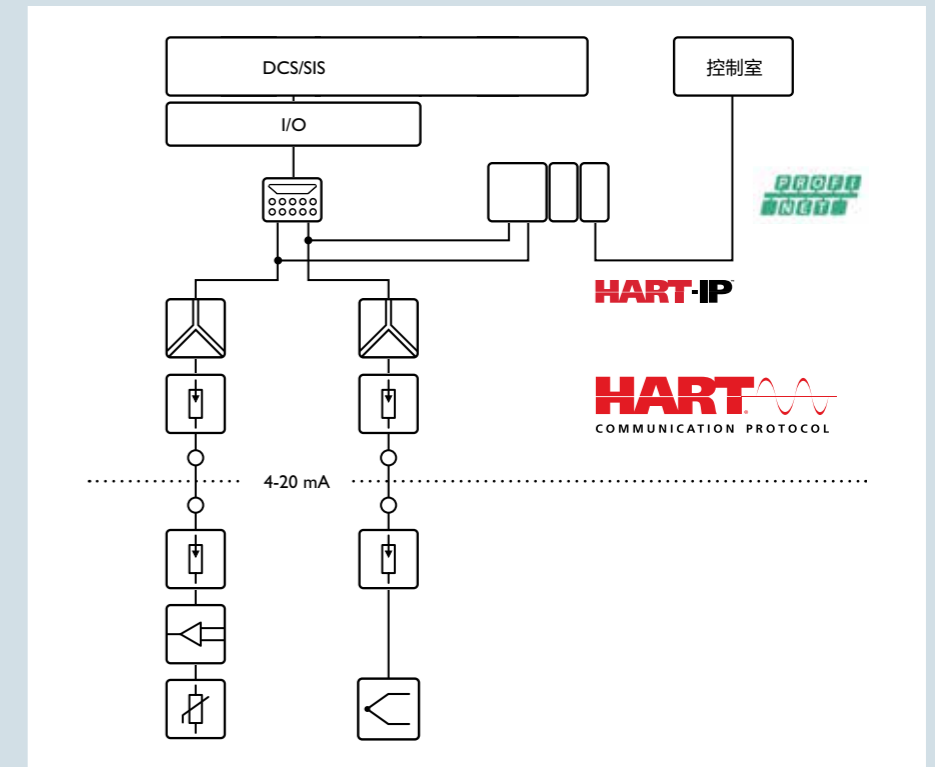 DCS/SIS
控制室
I/O
PROFI
NET
HART-IP
HART
COMMUNICATION PROTOCOL
4-20 mA